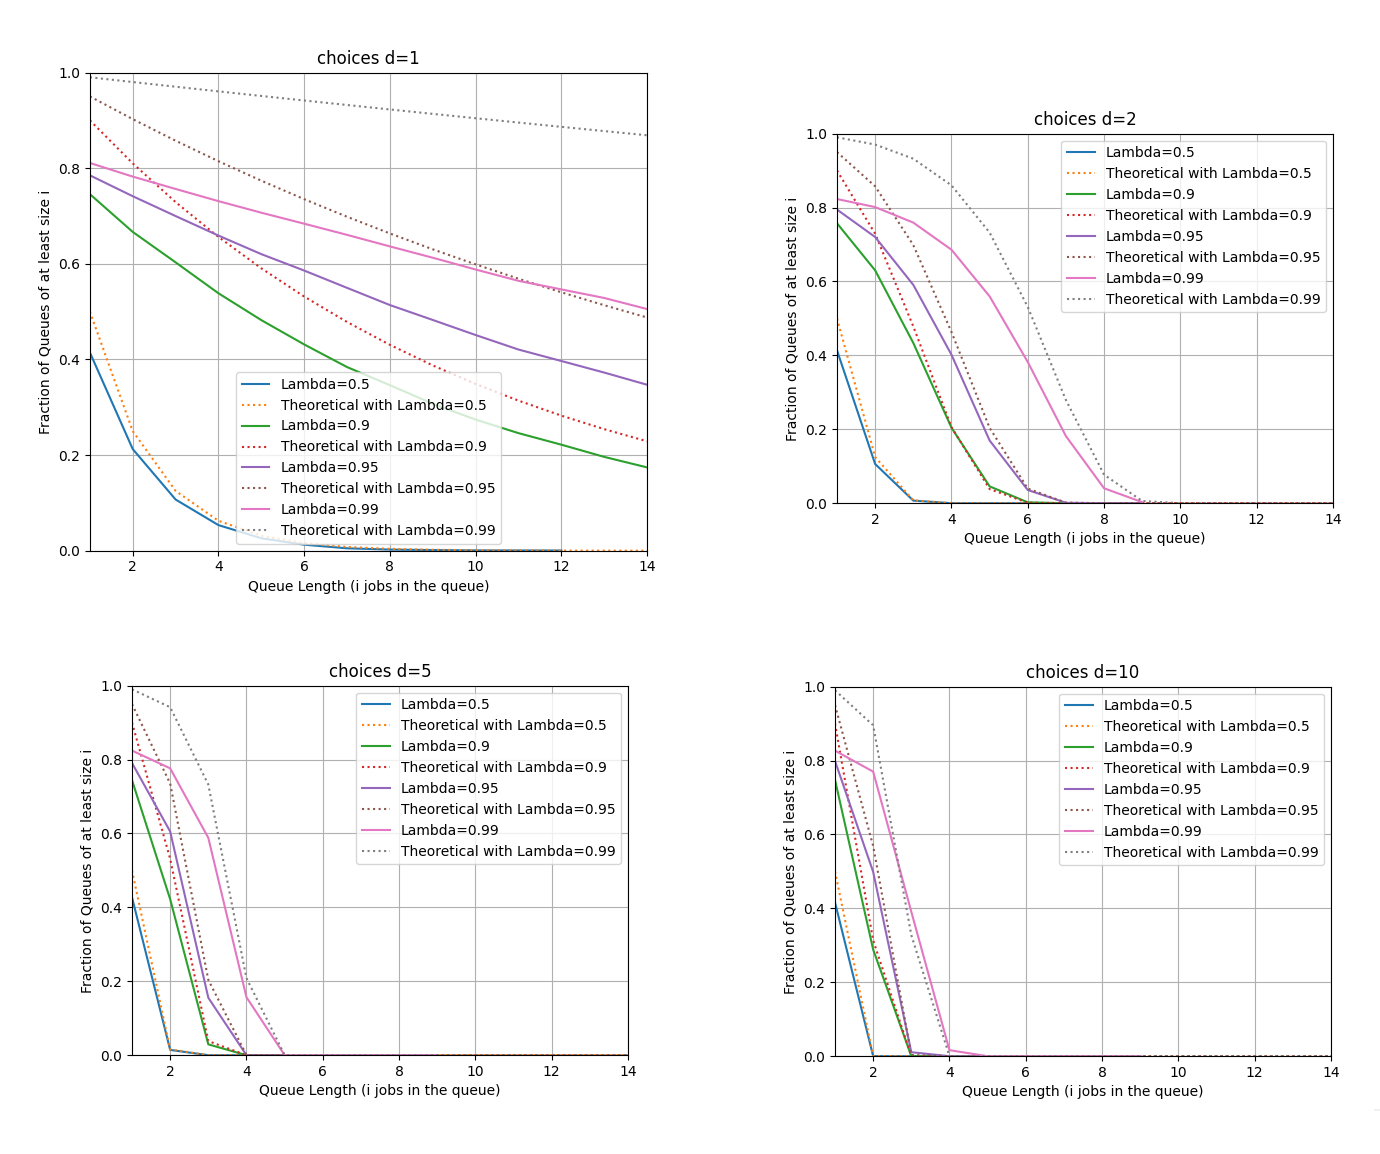 choices d=1
1.0
0.8
0.6
0.4
0.2
0.0
Fraction of Queues of at least size i
2 4 6 8 10 12 14
Queue Length (i jobs in the queue)
Lambda=0.5
Theoretical with Lambda=0.5
Lambda=0.9
Theoretical with Lambda=0.9
Lambda=0.95
Theoretical with Lambda=0.95
Lambda=0.99
Theoretical with Lambda=0.99
choices d=2
1.0
0.8
0.6
0.4
0.2
0.0
Fraction of Queues of at least size i
2 4 6 8 10 12 14
Queue Length (i jobs in the queue)
Lambda=0.5
Theoretical with Lambda=0.5
Lambda=0.9
Theoretical with Lambda=0.9
Lambda=0.95
Theoretical with Lambda=0.95
Lambda=0.99
Theoretical with Lambda=0.99
choices d=5
1.0
0.8
0.6
0.4
0.2
0.0
Fraction of Queues of at least size i
2 4 6 8 10 12 14
Queue Length (i jobs in the queue)
Lambda=0.5
Theoretical with Lambda=0.5
Lambda=0.9
Theoretical with Lambda=0.9
Lambda=0.95
Theoretical with Lambda=0.95
Lambda=0.99
Theoretical with Lambda=0.99
choices d=10
1.0
0.8
0.6
0.4
0.2
0.0
Fraction of Queues of at least size i
2 4 6 8 10 12 14
Queue Length (i jobs in the queue)
Lambda=0.5
Theoretical with Lambda=0.5
Lambda=0.9
Theoretical with Lambda=0.9
Lambda=0.95
Theoretical with Lambda=0.95
Lambda=0.99
Theoretical with Lambda=0.99